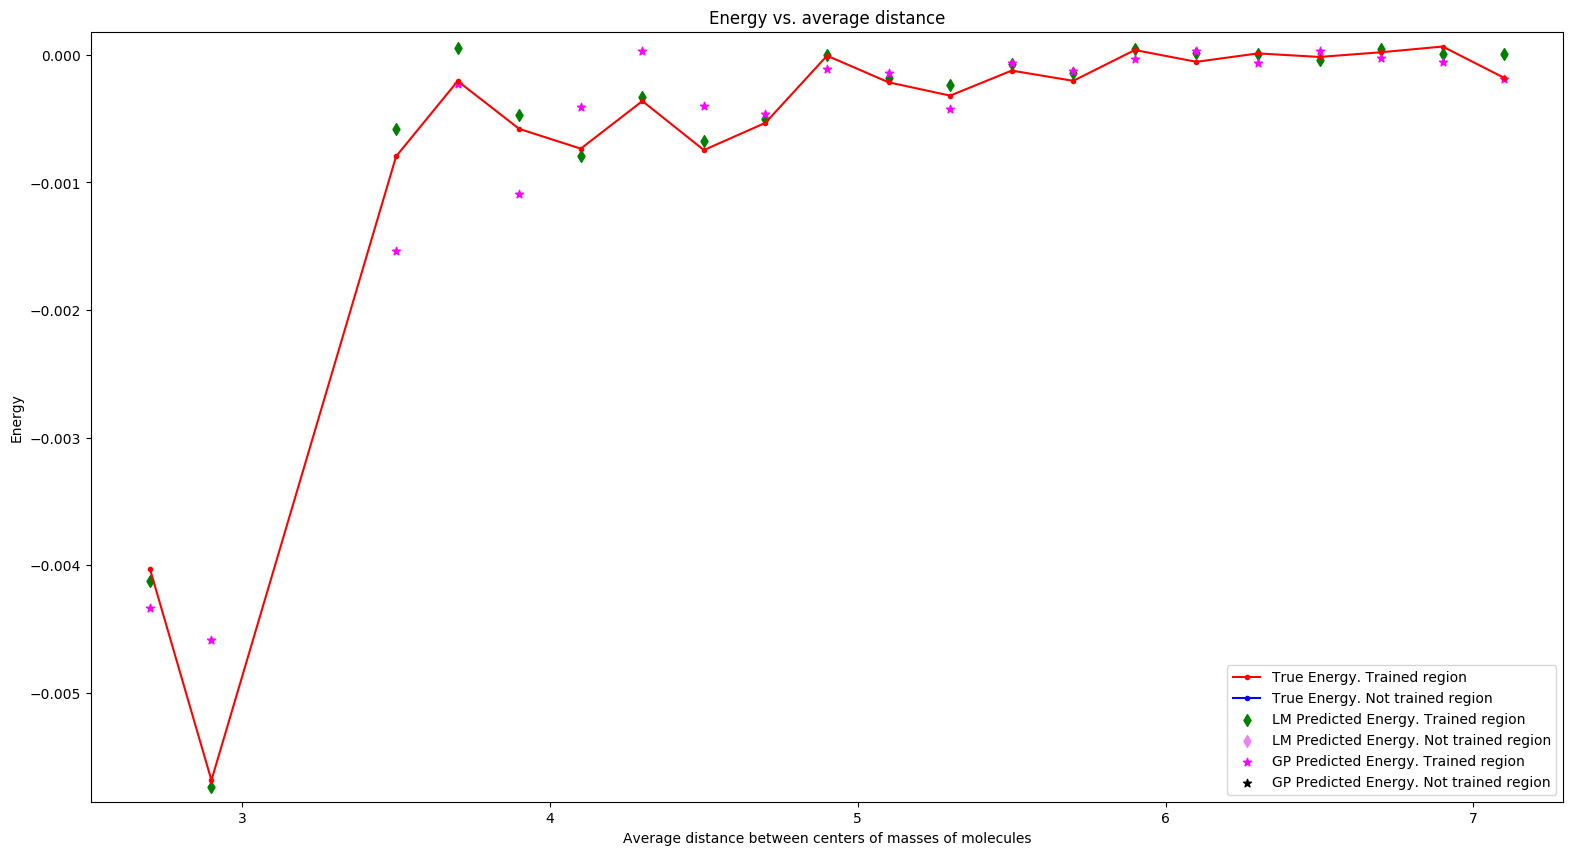 Energy vs. average distance
Energy
0.000
−0.001
−0.002
−0.003
−0.004
−0.005
3
4
5
6
7
Average distance between centers of masses of molecules
True Energy. Trained region
True Energy. Not trained region
LM Predicted Energy. Trained region
LM Predicted Energy. Not trained region
GP Predicted Energy. Trained region
GP Predicted Energy. Not trained region